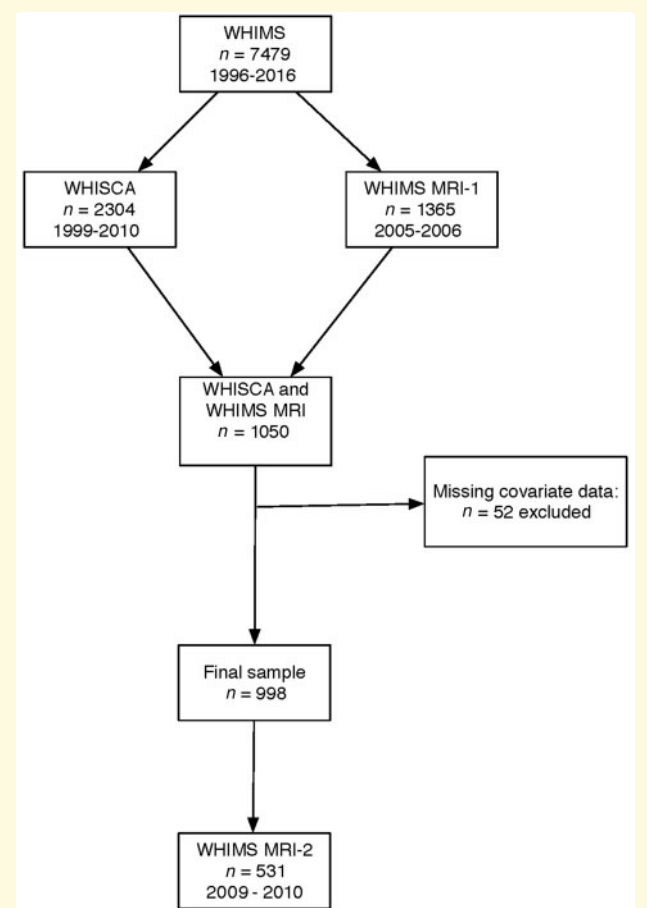 WHIMS
n = 7479
1996-2016
WHISCA
n = 2304
1999-2010
WHIMS MRI-1
n = 1365
2005-2006
WHISCA and
WHIMS MRI
n = 1050
Missing covariate data:
n = 52 excluded
Final sample
n = 998
WHIMS MRI-2
n = 531
2009 - 2010